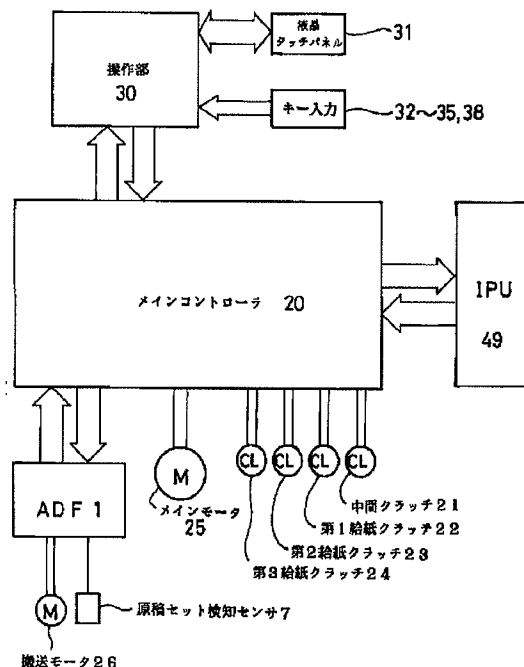 液晶
タッチパネル
31
操作部
30
キー入力
32〜35,38
メインコントローラ 20
IPU
49
ADF1
M
メインモータ
25
CL
CL
CL
CL
中間クラッチ21
第1給紙クラッチ22
第2給紙クラッチ23
第3給紙クラッチ24
M
原稿セット検知センサ7
搬送モータ26